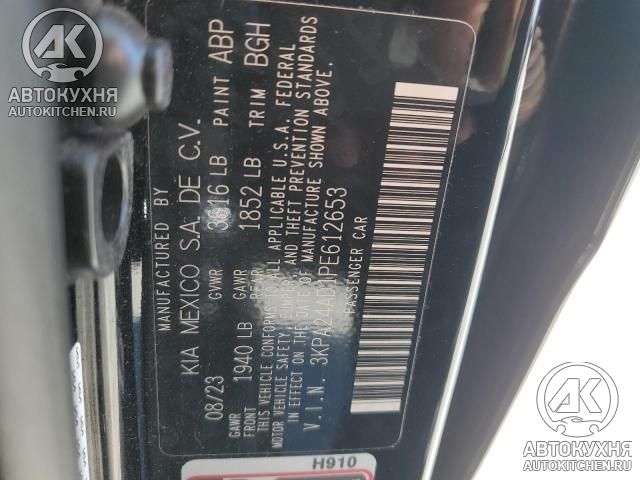 MANUFACTURED BY
KIA MEXICO S.A. DE C.V.
08/23 GVWR 3616 LB PAINT ABP
GAWR FRONT 1940 LB GAWR REAR 1852 LB TRIM BGH
THIS VEHICLE CONFORMS TO ALL APPLICABLE U.S.A. FEDERAL
MOTOR VEHICLE SAFETY, BUMPER, AND THEFT PREVENTION STANDARDS
IN EFFECT ON THE DATE OF MANUFACTURE SHOWN ABOVE.
V.I.N. 3KPA24AD1PE612653
PASSENGER CAR
H910
АК
АВТОКУХНЯ
AUTOKITCHEN.RU
АК
АВТОКУХНЯ
AUTOKITCHEN.RU